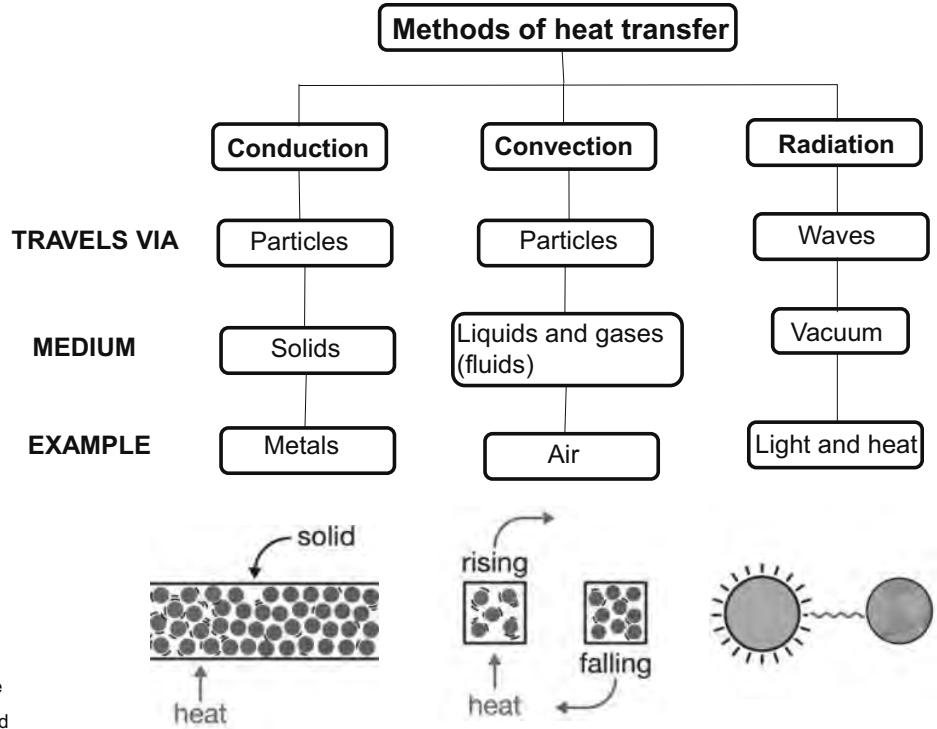 Methods of heat transfer
Conduction
Convection
Radiation
TRAVELS VIA
Particles
Particles
Waves
MEDIUM
Solids
Liquids and gases
(fluids)
Vacuum
EXAMPLE
Metals
Air
Light and heat
solid
heat
rising
heat
falling
e
d